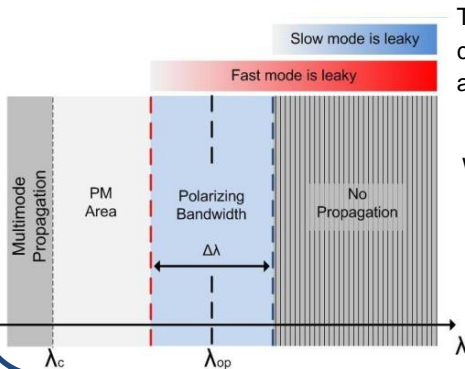 Slow mode is leaky
Fast mode is leaky
Multimode
Propagation
PM
Area
Polarizing
Bandwidth
Δλ
No
Propagation
λc
λop
λ